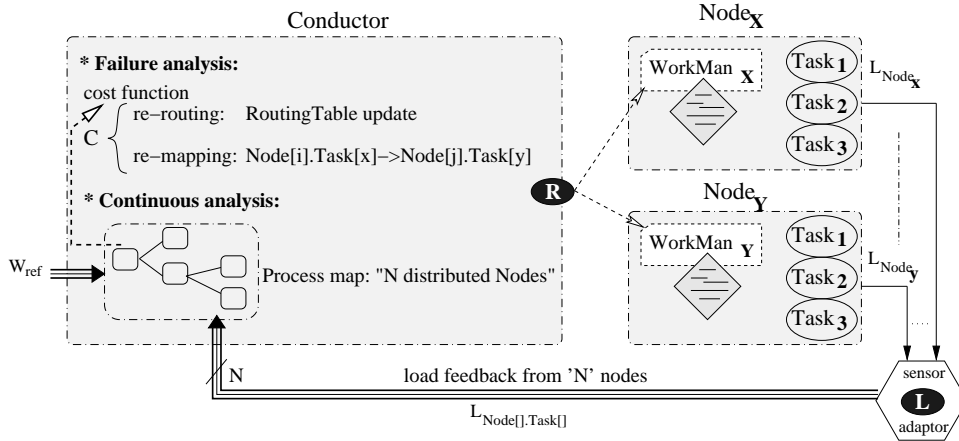 Conductor
* Failure analysis:
cost function
C
re-routing: RoutingTable update
re-mapping: Node[i].Task[x]->Node[j].Task[y]
* Continuous analysis:
W_ref
Process map: "N distributed Nodes"
R
Node_X
WorkMan X
Task 1
Task 2
Task 3
L_Node_x
Node_Y
WorkMan Y
Task 1
Task 2
Task 3
L_Node_y
N
load feedback from 'N' nodes
L_Node[].Task[]
sensor
L
adaptor